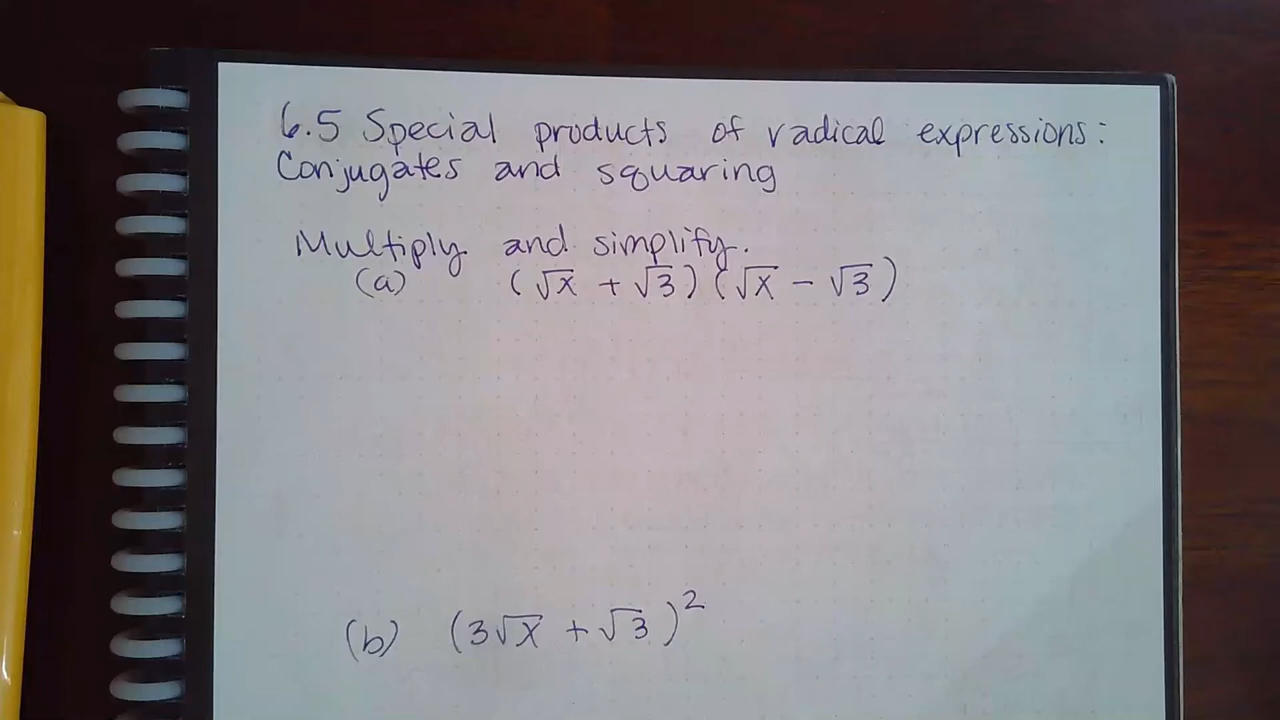 6.5 Special products of radical expressions:
Conjugates and squaring
Multiply and simplify.
(a) (√x + √3)(√x - √3)
(b) (3√x + √3)²